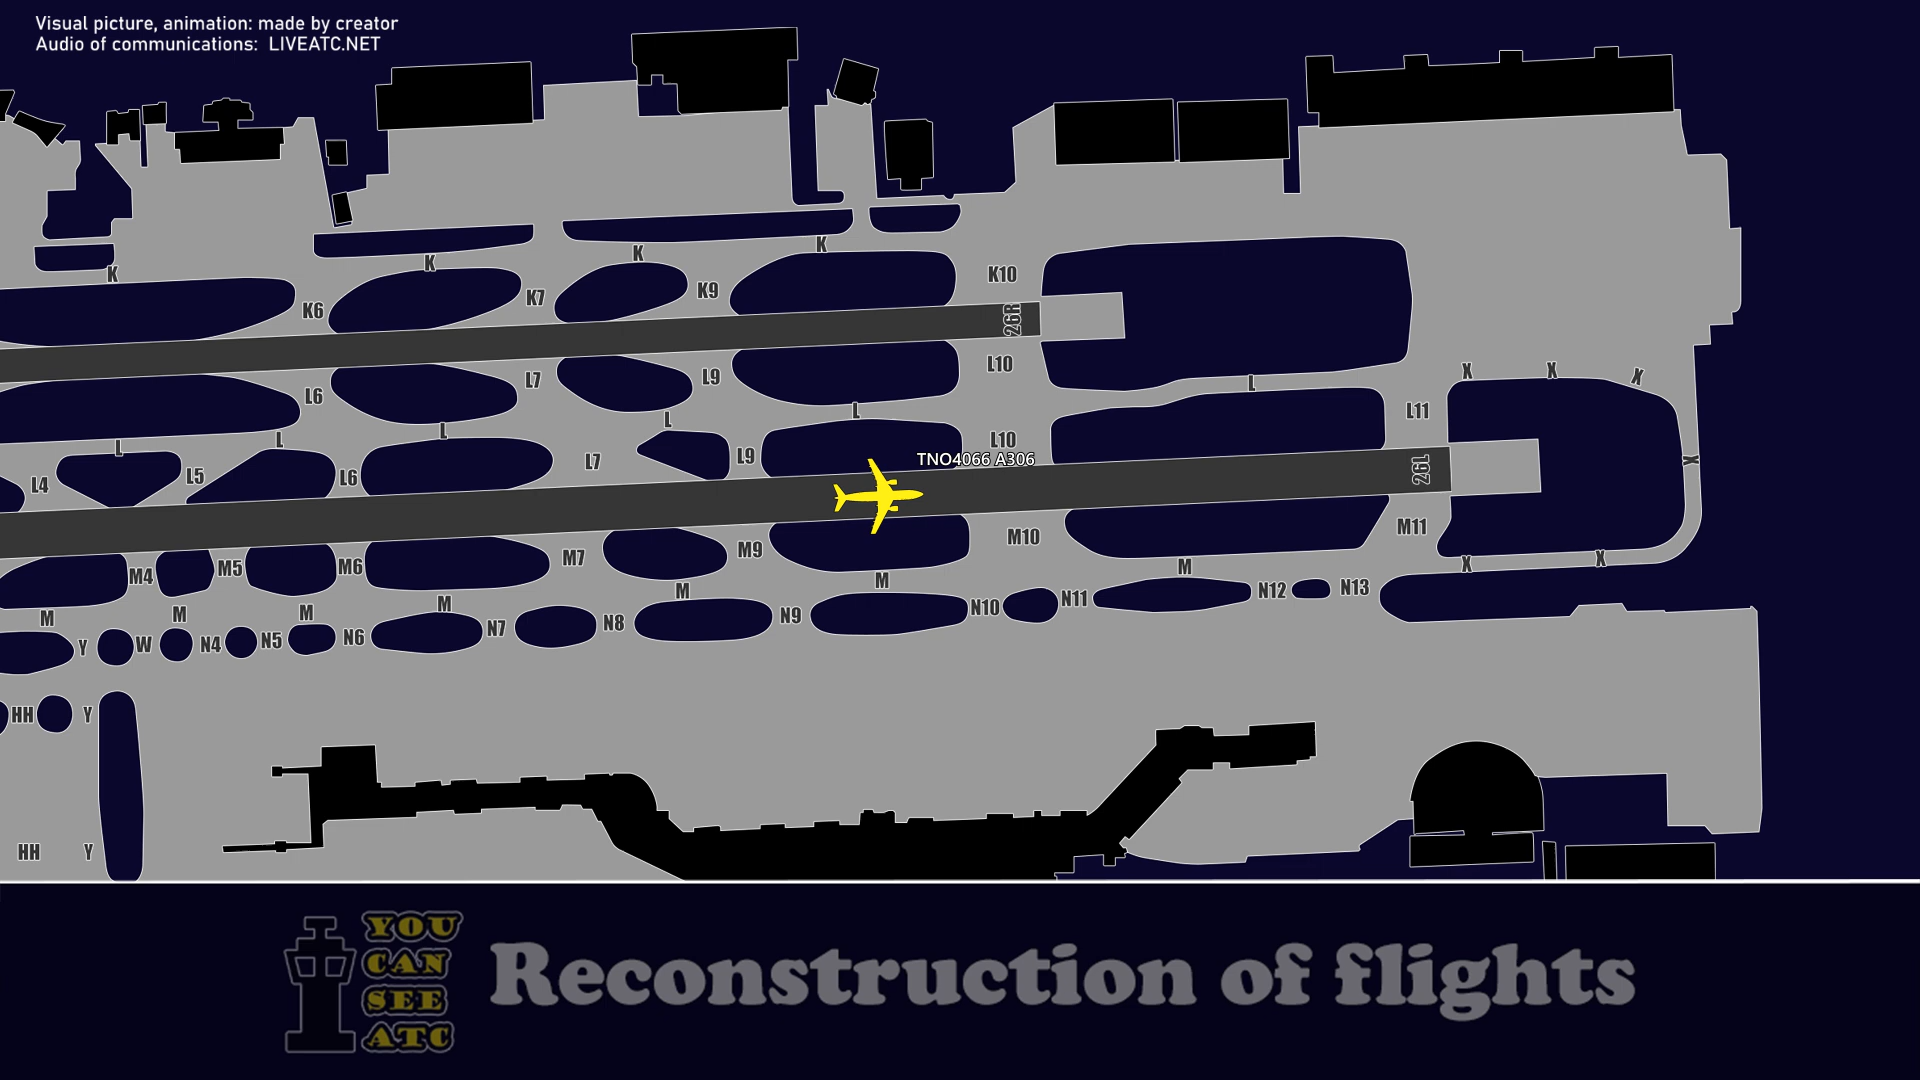 Visual picture, animation: made by creator
Audio of communications: LIVEATC.NET
K
K
K
K
K10
K6
K7
K9
26R
L6
L7
L9
L10
L
X
X
X
L11
L
L
L
L
L
L10
L4
L5
L6
L7
L9
TNO4066 A306
26L
X
M4
M5
M6
M7
M9
M10
M11
M
M
M
M
M
M
M
X
X
Y
W
N4
N5
N6
N7
N8
N9
N10
N11
N12
N13
HH
Y
HH
Y
YOU
CAN
SEE
ATC
Reconstruction of flights